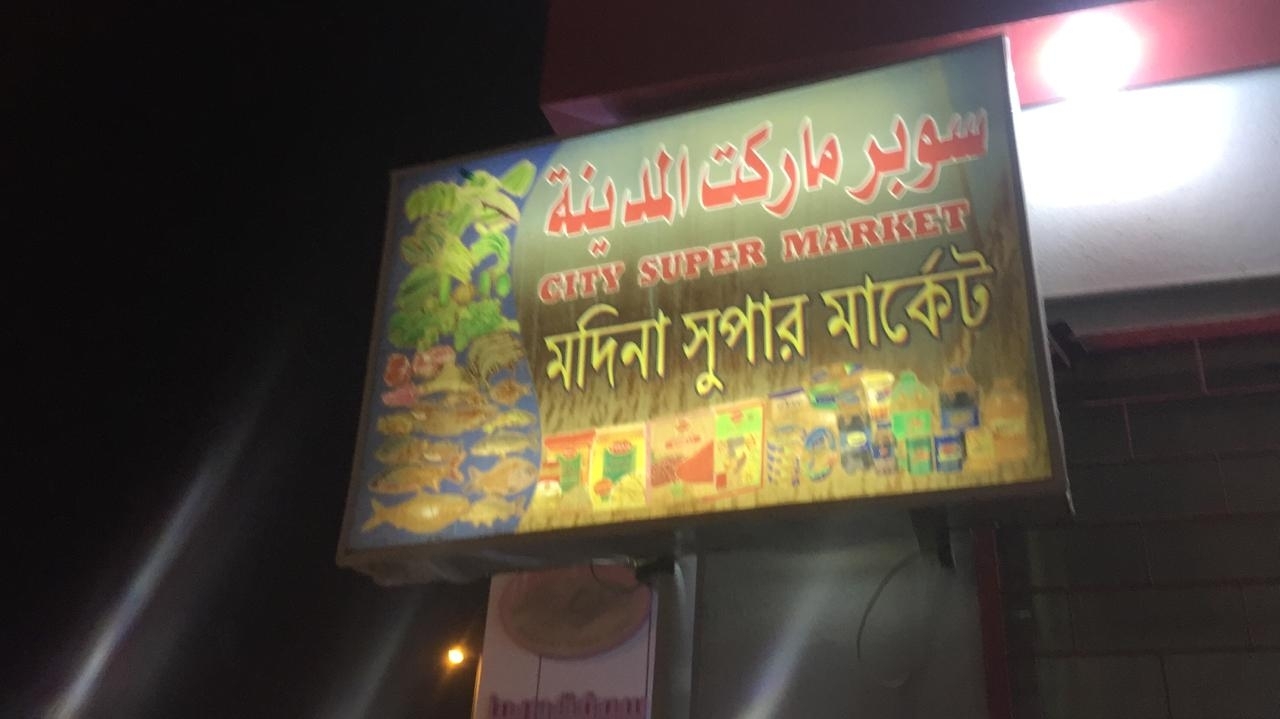 سوبر ماركت المدينة
CITY SUPER MARKET
মদিনা সুপার মার্কেট